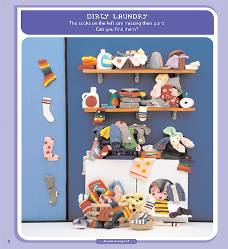 DIRTY LAUNDRY
The socks on the left are missing their pairs.
Can you find them?